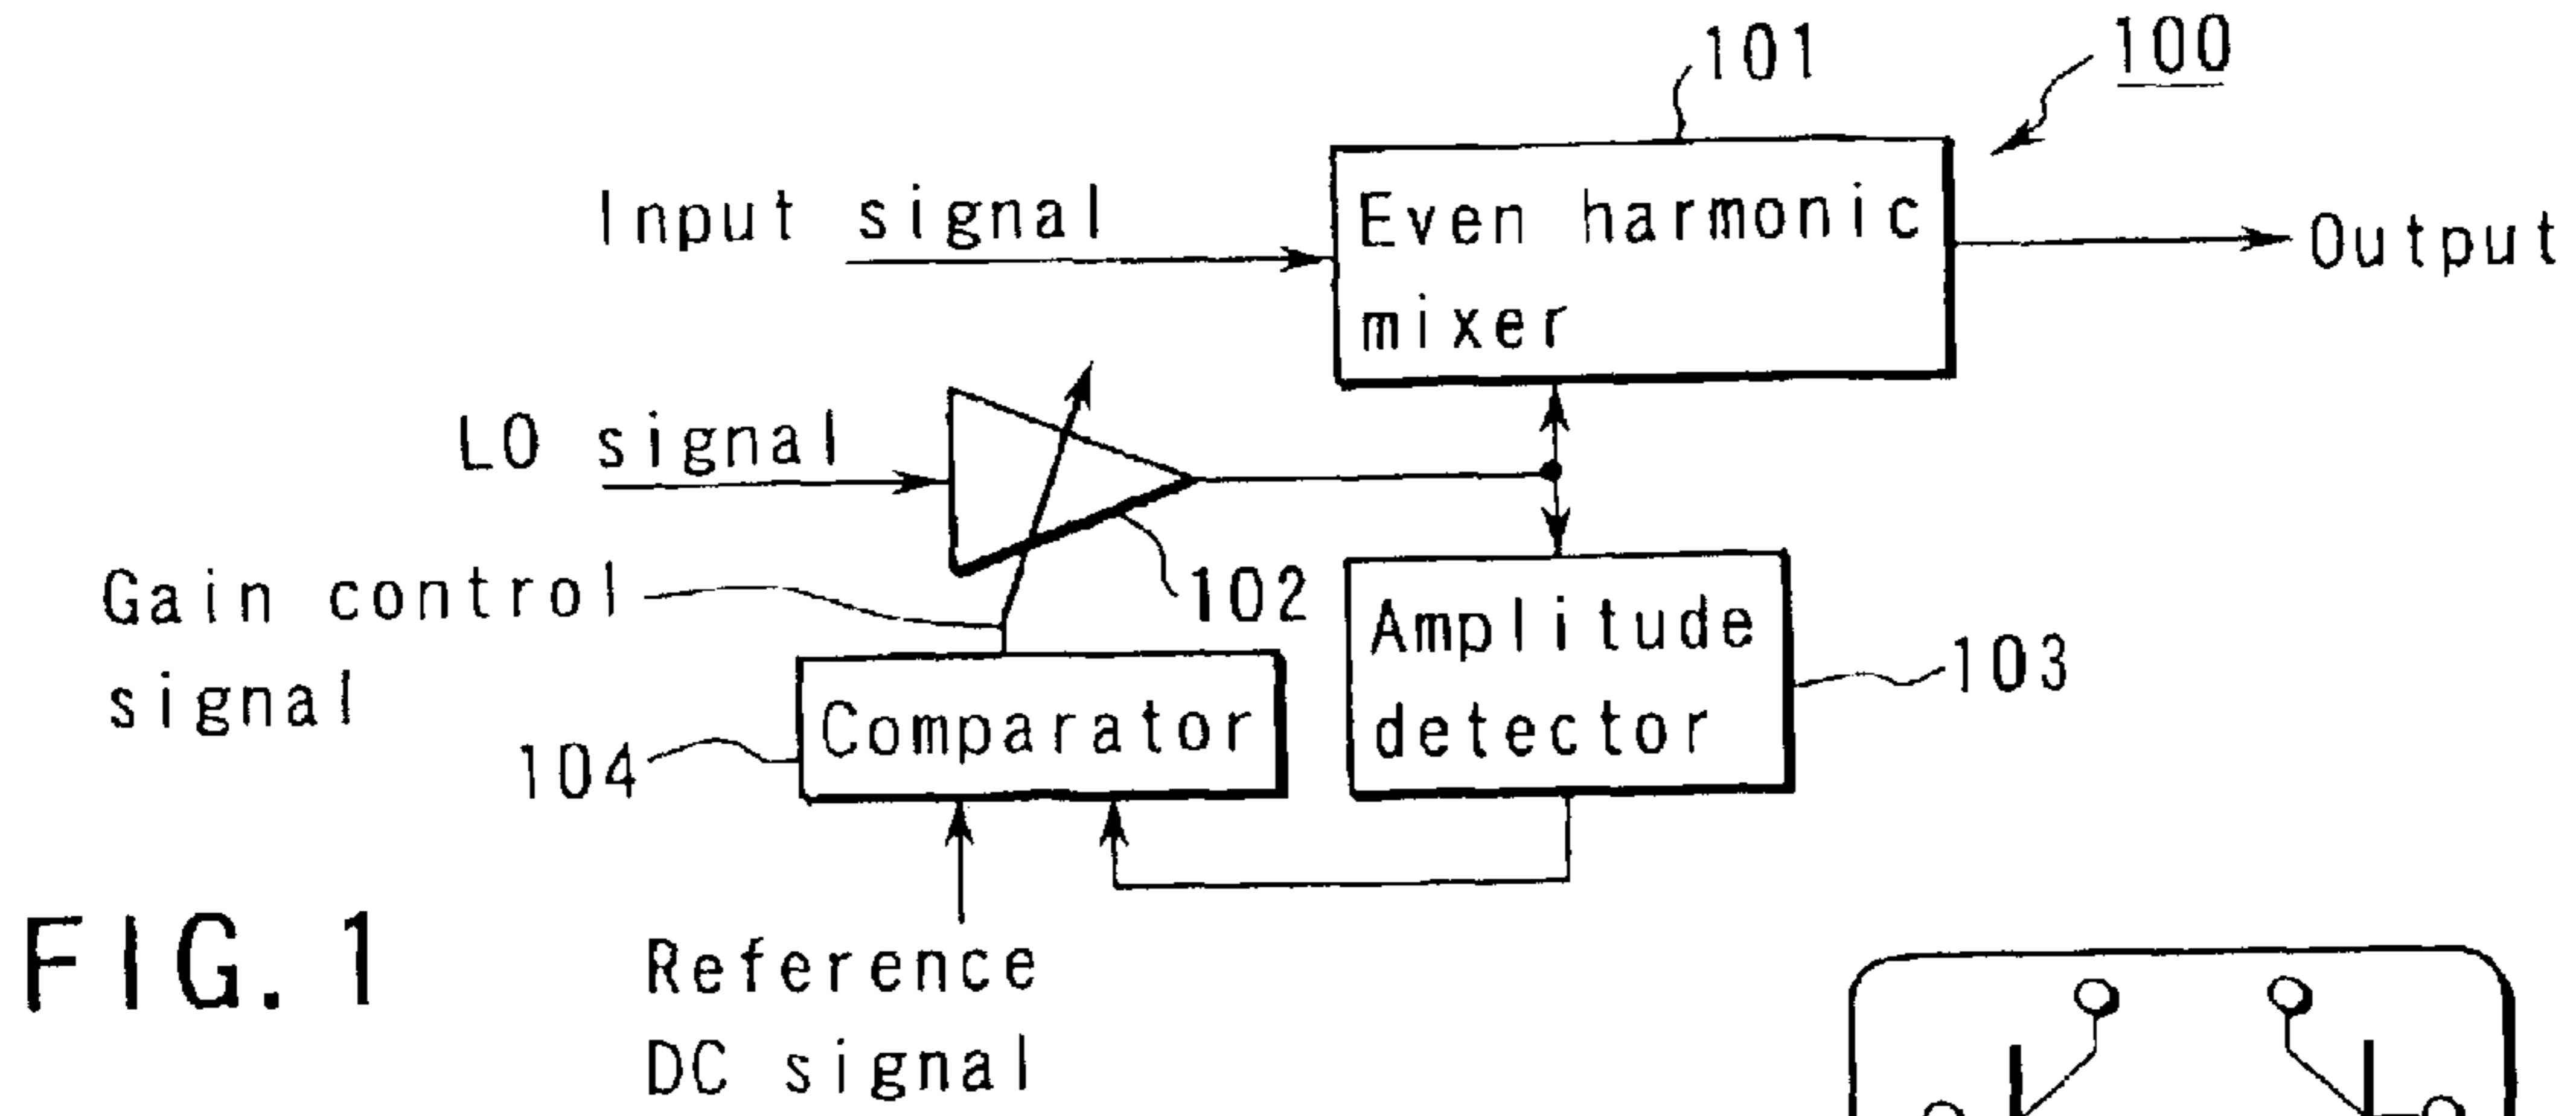 101
100
Input signal
Even harmonic
mixer
Output
LO signal
102
Gain control
signal
Amplitude
detector
103
104
Comparator
Reference
DC signal
FIG. 1